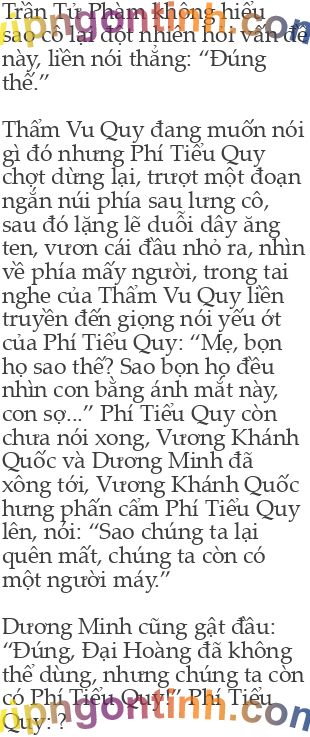 Trần Tử Phàm không hiểu
sao cô lại đột nhiên hỏi vấn đề
này, liền nói thẳng: “Đúng
thế.”
Thẩm Vu Quy đang muốn nói
gì đó nhưng Phí Tiểu Quy
chợt dừng lại, trượt một đoạn
ngắn núi phía sau lưng cô,
sau đó lặng lẽ duỗi dây ăng
ten, vươn cái đầu nhỏ ra, nhìn
về phía mấy người, trong tai
nghe của Thẩm Vu Quy liền
truyền đến giọng nói yếu ớt
của Phí Tiểu Quy: “Mẹ, bọn
họ sao thế? Sao bọn họ đều
nhìn con bằng ánh mắt này,
con sợ...” Phí Tiểu Quy còn
chưa nói xong, Vương Khánh
Quốc và Dương Minh đã
xông tới, Vương Khánh Quốc
hưng phấn cầm Phí Tiểu Quy
lên, nói: “Sao chúng ta lại
quên mất, chúng ta còn có
một người máy.”
Dương Minh cũng gật đầu:
“Đúng, Đại Hoàng đã không
thể dùng, nhưng chúng ta còn
có Phí Tiểu Quy!” Phí Tiểu
Quy: ?
vipngontinh.com
vipngontinh.com